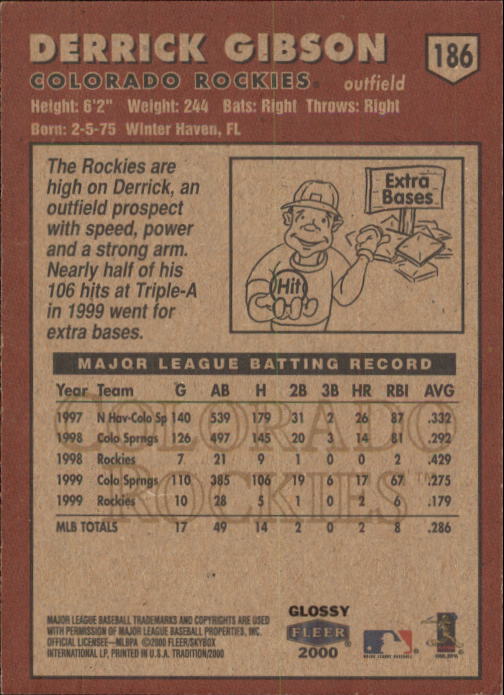 DERRICK GIBSON
186
COLORADO ROCKIES® outfield
Height: 6'2" Weight: 244 Bats: Right Throws: Right
Born: 2-5-75 Winter Haven, FL
The Rockies are
high on Derrick, an
outfield prospect
with speed, power
and a strong arm.
Nearly half of his
106 hits at Triple-A
in 1999 went for
extra bases.
Extra
Bases
Hit
MAJOR LEAGUE BATTING RECORD
Year Team G AB H 2B 3B HR RBI AVG
1997 N Hav-Colo Sp 140 539 179 31 2 26 87 .332
1998 Colo Sprngs 126 497 145 20 3 14 81 .292
1998 Rockies 7 21 9 1 0 0 2 .429
1999 Colo Sprngs 110 385 106 19 6 17 67 .275
1999 Rockies 10 28 5 1 0 2 6 .179
MLB TOTALS 17 49 14 2 0 2 8 .286
COLORADO
ROCKIES™
MAJOR LEAGUE BASEBALL TRADEMARKS AND COPYRIGHTS ARE USED
WITH PERMISSION OF MAJOR LEAGUE BASEBALL PROPERTIES, INC.
OFFICIAL LICENSEE—MLBPA ©2000 FLEER/SKYBOX
INTERNATIONAL LP, PRINTED IN U.S.A. TRADITION/2000
GLOSSY
FLEER
2000
MAJOR LEAGUE BASEBALL
MLBPA